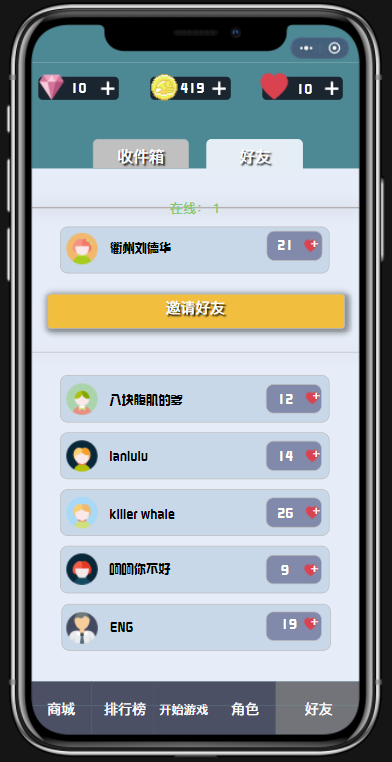 10 + 419 + 10 +
收件箱 好友
在线: 1
衢州刘德华 21 +
邀请好友
八块腹肌的爹 12 +
lanlulu 14 +
killer whale 26 +
呵呵你不好 9 +
ENG 19 +
商城 排行榜 开始游戏 角色 好友